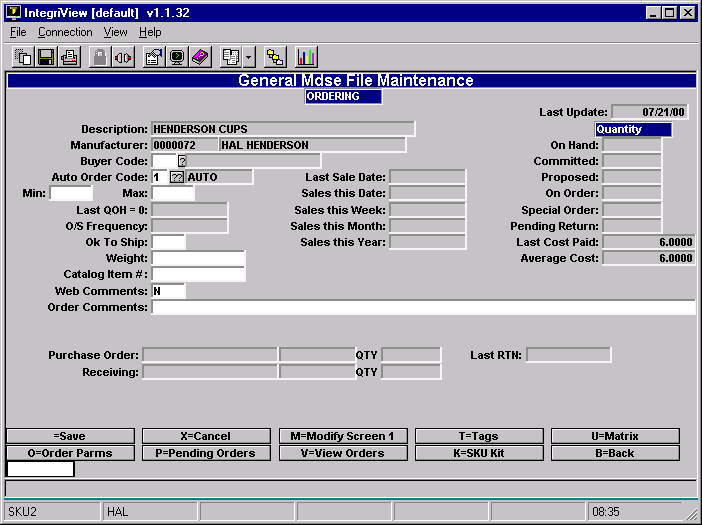 IntegriView [default]   v1.1.32
File   Connection   View   Help
General Mdse File Maintenance
ORDERING
Last Update: 07/21/00
Description: HENDERSON CUPS   Quantity
Manufacturer: 0000072   HAL HENDERSON   On Hand:
Buyer Code: ?   Committed:
Auto Order Code: 1 ?? AUTO   Last Sale Date:   Proposed:
Min:   Max:   Sales this Date:   On Order:
Last QOH = 0:   Sales this Week:   Special Order:
O/S Frequency:   Sales this Month:   Pending Return:
Ok To Ship:   Sales this Year:   Last Cost Paid: 6.0000
Weight:   Average Cost: 6.0000
Catalog Item #:
Web Comments: N
Order Comments:
Purchase Order:   QTY   Last RTN:
Receiving:   QTY
=Save   X=Cancel   M=Modify Screen 1   T=Tags   U=Matrix
O=Order Parms   P=Pending Orders   V=View Orders   K=SKU Kit   B=Back
SKU2   HAL   08:35